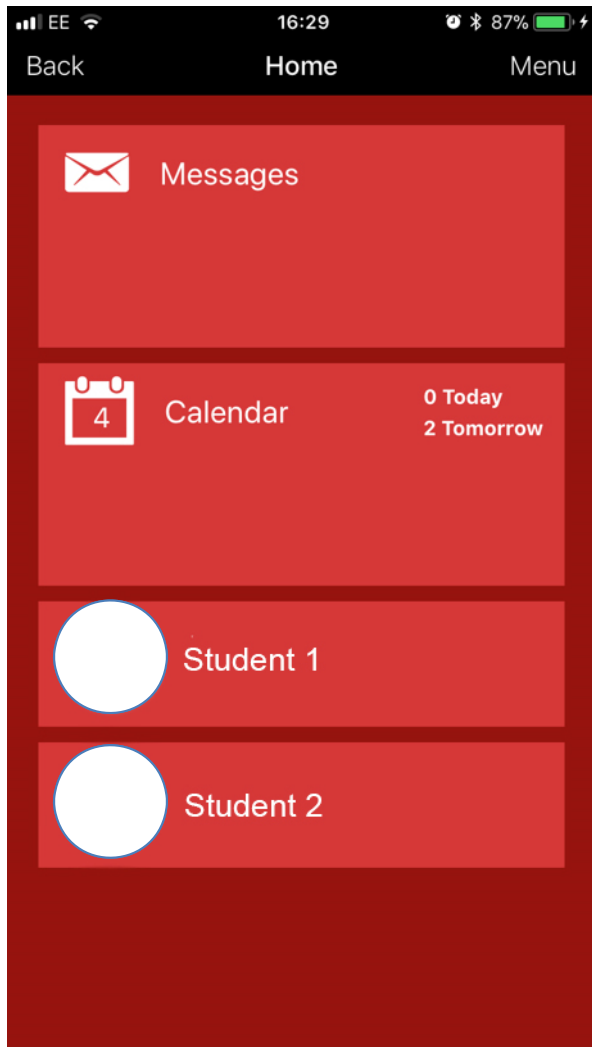 EE 16:29 87%
Back Home Menu
Messages
4 Calendar 0 Today
2 Tomorrow
Student 1
Student 2